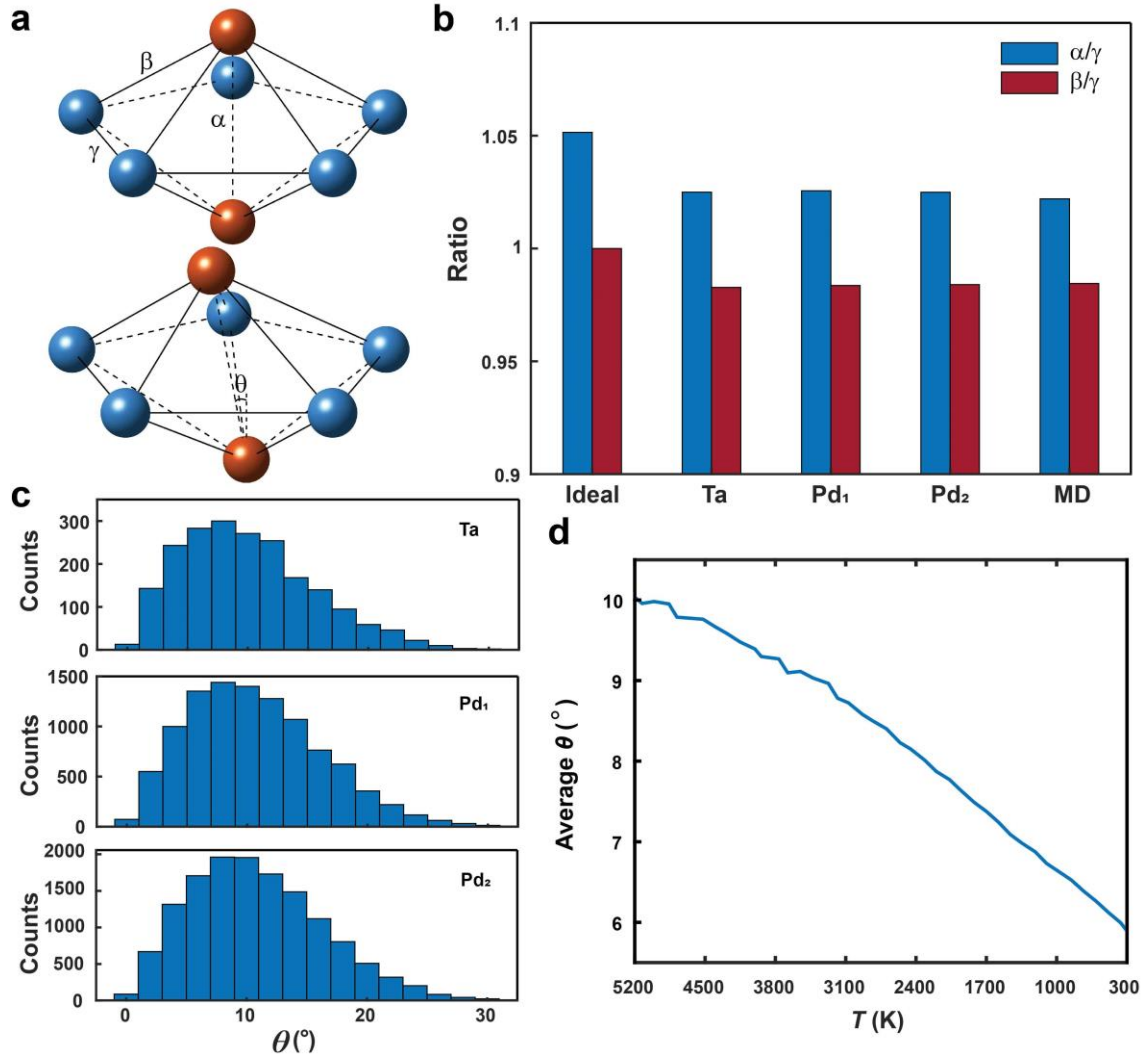 a
β
α
γ
θ
b
1.1
1.05
1
0.95
0.9
Ratio
α/γ
β/γ
Ideal Ta Pd₁ Pd₂ MD
c
Ta
300
200
100
0
Counts
Pd₁
1500
1000
500
0
Counts
Pd₂
2000
1500
1000
500
0
Counts
0 10 20 30
θ (°)
d
10
9
8
7
6
Average θ (°)
5200 4500 3800 3100 2400 1700 1000 300
T (K)